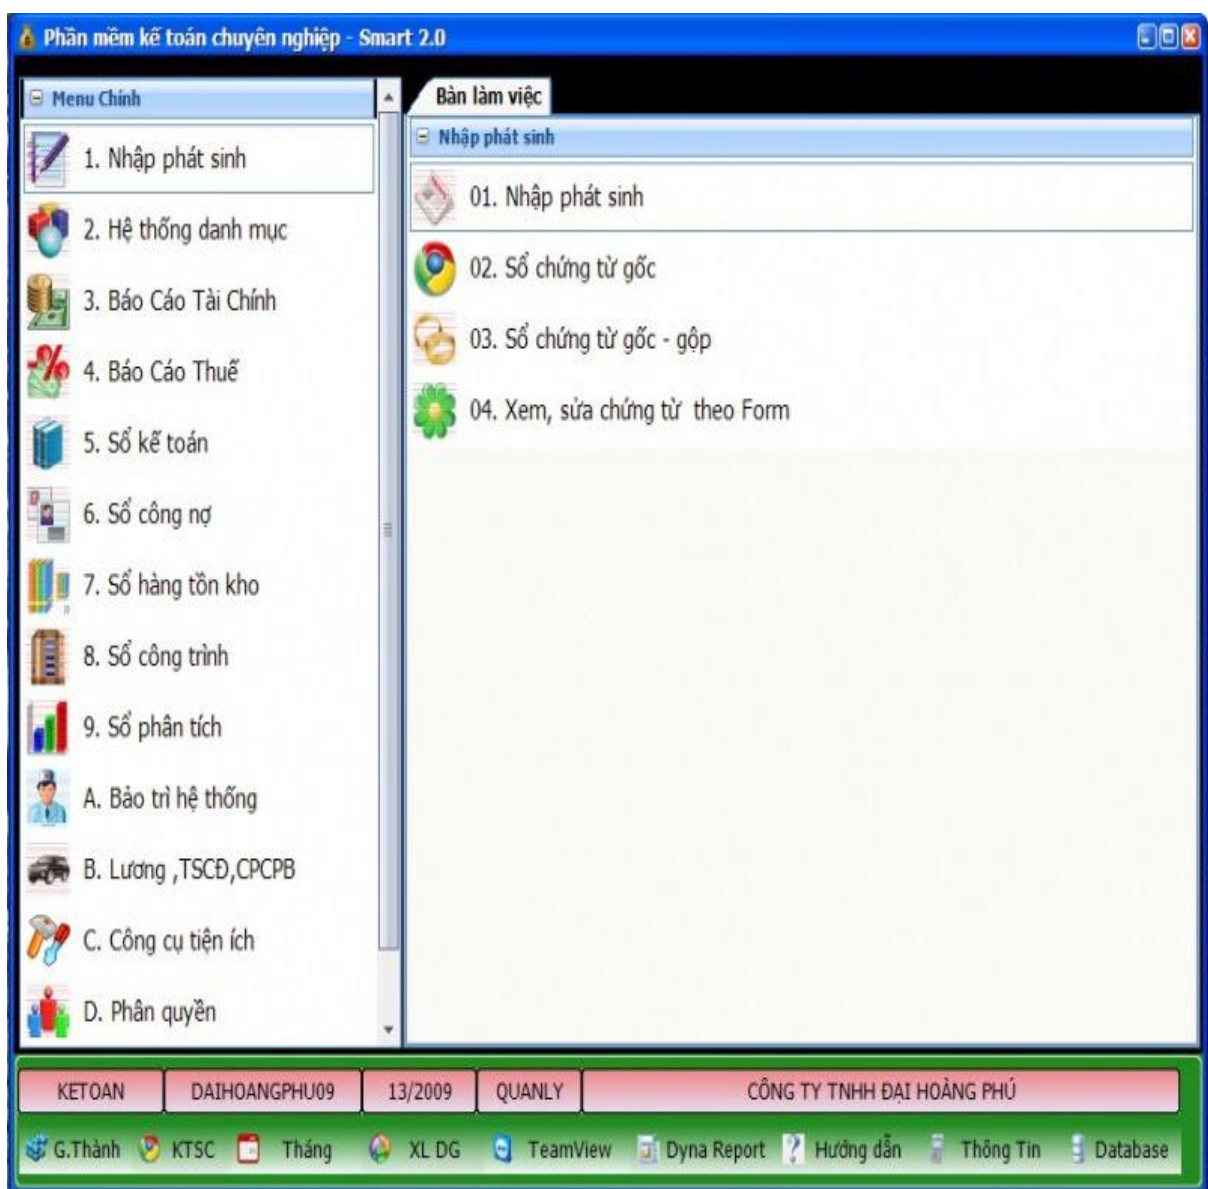 Phần mềm kế toán chuyên nghiệp - Smart 2.0
Menu Chính
1. Nhập phát sinh
2. Hệ thống danh mục
3. Báo Cáo Tài Chính
4. Báo Cáo Thuế
5. Sổ kế toán
6. Sổ công nợ
7. Sổ hàng tồn kho
8. Sổ công trình
9. Sổ phân tích
A. Bảo trì hệ thống
B. Lương ,TSCĐ,CPCPB
C. Công cụ tiện ích
D. Phân quyền
Bàn làm việc
Nhập phát sinh
01. Nhập phát sinh
02. Sổ chứng từ gốc
03. Sổ chứng từ gốc - gộp
04. Xem, sửa chứng từ theo Form
KETOAN DAIHOANGPHU09 13/2009 QUANLY CÔNG TY TNHH ĐẠI HOÀNG PHÚ
G.Thành KTSC Tháng XL DG TeamView Dyna Report Hướng dẫn Thông Tin Database